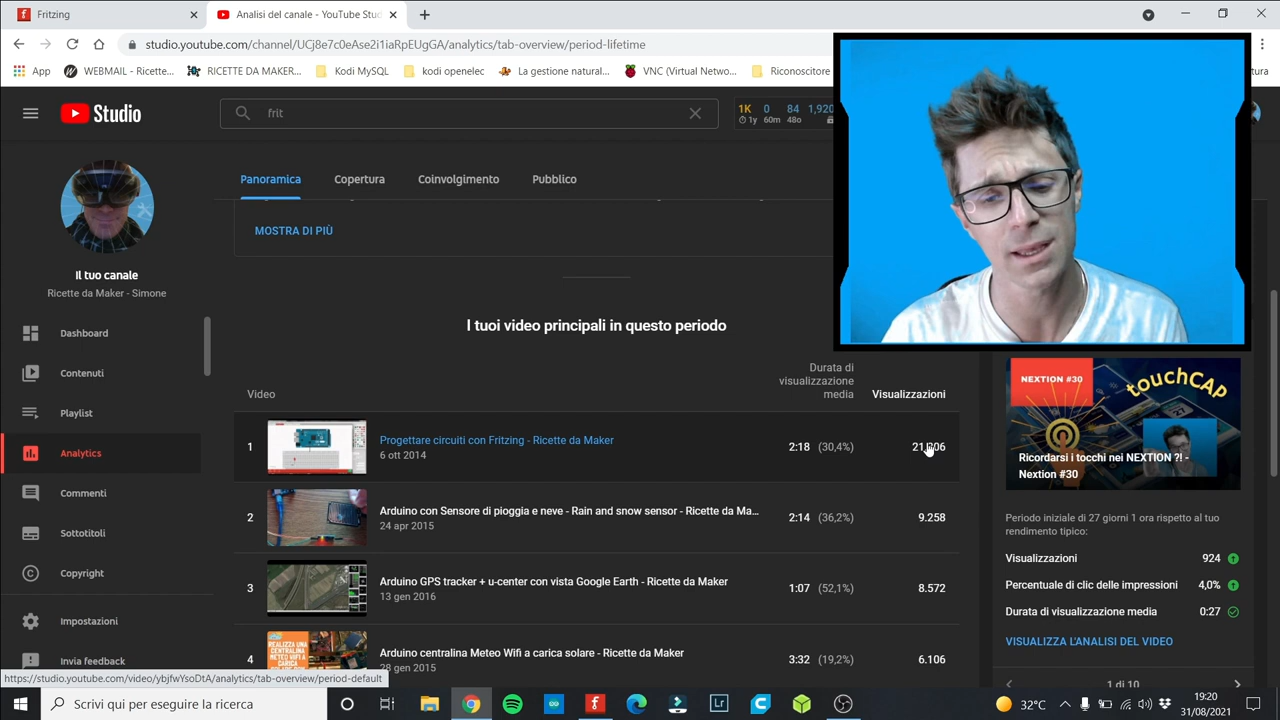 Fritzing
Analisi del canale - YouTube Stu
studio.youtube.com/channel/UCj8e7c0eAse2i1iaRpEUgGA/analytics/tab-overview/period-lifetime
App
WEBMAIL - Ricette...
RICETTE DA MAKER...
Kodi MySQL
kodi openelec
La gestione natural...
VNC (Virtual Netwo...
Riconoscitore
tura
Studio
frit
1K 0 84 1,920
1y 60m 48o
Panoramica Copertura Coinvolgimento Pubblico
MOSTRA DI PIÙ
Il tuo canale
Ricette da Maker - Simone
Dashboard
Contenuti
Playlist
Analytics
Commenti
Sottotitoli
Copyright
Impostazioni
Invia feedback
I tuoi video principali in questo periodo
Video
Durata di
visualizzazione
media
Visualizzazioni
1
Progettare circuiti con Fritzing - Ricette da Maker
6 ott 2014
2:18 (30,4%)
2
Arduino con Sensore di pioggia e neve - Rain and snow sensor - Ricette da Ma...
24 apr 2015
2:14 (36,2%) 9.258
3
Arduino GPS tracker + u-center con vista Google Earth - Ricette da Maker
13 gen 2016
1:07 (52,1%) 8.572
4
Arduino centralina Meteo Wifi a carica solare - Ricette da Maker
28 gen 2015
3:32 (19,2%) 6.106
NEXTION #30
touchCAP
Ricordarsi i tocchi nei NEXTION ?! -
Nextion #30
Periodo iniziale di 27 giorni 1 ora rispetto al tuo
rendimento tipico:
Visualizzazioni 924
Percentuale di clic delle impressioni 4,0%
Durata di visualizzazione media 0:27
VISUALIZZA L'ANALISI DEL VIDEO
1 di 10
https://studio.youtube.com/video/ybjfwYsoDtA/analytics/tab-overview/period-default
Scrivi qui per eseguire la ricerca
32°C
19:20
31/08/2021